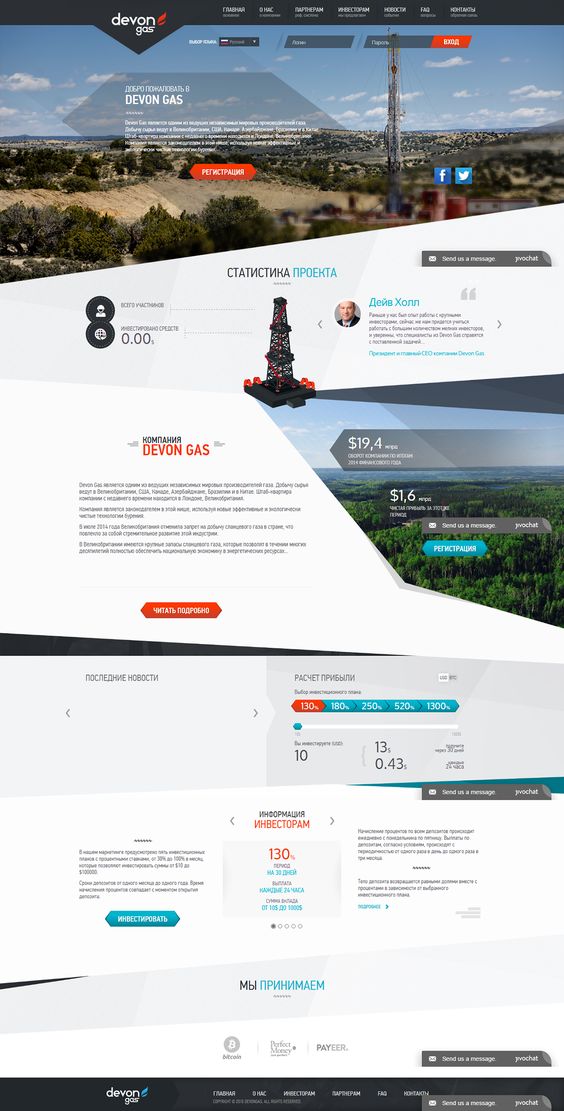 devon
gas
ГЛАВНАЯ О НАС ПАРТНЕРАМ ИНВЕСТОРАМ НОВОСТИ FAQ КОНТАКТЫ
основное о компании реф. система мы предлагаем события вопросы обратная связь
ВЫБОР ЯЗЫКА: Русский Логин Пароль ВХОД
ДОБРО ПОЖАЛОВАТЬ В
DEVON GAS
Devon Gas является одним из ведущих независимых мировых производителей газа.
Добычу сырья ведут в Великобритании, США, Канаде, Азербайджане, Бразилии и в Китае.
Штаб-квартира компании с недавнего времени находится в Лондоне, Великобритания.
Компания является законодателем в этой нише, используя новые эффективные и
экологически чистые технологии бурения.
РЕГИСТРАЦИЯ
Send us a message. jivochat
СТАТИСТИКА ПРОЕКТА
ВСЕГО УЧАСТНИКОВ
ИНВЕСТИРОВАНО СРЕДСТВ
0.00$
Дейв Холл
Раньше у нас был опыт работы с крупными
инвесторами, сейчас же нам придется учиться
работать с большим количеством мелких инвесторов,
и уверенны, что специалисты из Devon Gas справятся
с поставленной задачей...
Президент и главный CEO компании Devon Gas
КОМПАНИЯ
DEVON GAS
Devon Gas является одним из ведущих независимых мировых производителей газа. Добычу сырья
ведут в Великобритании, США, Канаде, Азербайджане, Бразилии и в Китае. Штаб-квартира
компании с недавнего времени находится в Лондоне, Великобритания.
Компания является законодателем в этой нише, используя новые эффективные и экологически
чистые технологии бурения.
В июле 2014 года Великобритания отменила запрет на добычу сланцевого газа в стране, что
повлекло за собой стремительное развитие этой индустрии.
В Великобритании имеются крупные запасы сланцевого газа, которые позволят в течении многих
десятилетий полностью обеспечить национальную экономику в энергетических ресурсах...
ЧИТАТЬ ПОДРОБНО
$19,4 млрд
ОБОРОТ КОМПАНИИ ПО ИТОГАМ
2014 ФИНАНСОВОГО ГОДА
$1,6 млрд
ЧИСТАЯ ПРИБЫЛЬ ЗА ЭТОТ ЖЕ
ПЕРИОД
Send us a message. jivochat
РЕГИСТРАЦИЯ
ПОСЛЕДНИЕ НОВОСТИ
РАСЧЕТ ПРИБЫЛИ
USD BTC
Выбор инвестиционного плана:
130% 180% 250% 520% 1300%
10$ 1000$
Вы инвестируете (USD):
10
13$ получите через 30 дней
0.43$ каждые 24 часа
Send us a message. jivochat
ИНФОРМАЦИЯ
ИНВЕСТОРАМ
В нашем маркетинге предусмотрено пять инвестиционных
планов с процентными ставками, от 30% до 100% в месяц,
которые позволяют инвестировать суммы от $10 до
$100000.
Сроки депозитов от одного месяца до одного года. Время
начисления процентов совпадает с моментом открытия
депозита.
ИНВЕСТИРОВАТЬ
130%
ПЕРИОД
НА 30 ДНЕЙ
ВЫПЛАТА
КАЖДЫЕ 24 ЧАСА
СУММА ВКЛАДА
ОТ 10$ ДО 1000$
Начисление процентов по всем депозитов происходит
ежедневно с понедельника по пятницу. Выплаты по
депозитам, согласно условиям, происходят с
периодичностью от одного раза в день до одного раза в
три месяца.
Тело депозита возвращается равными долями вместе с
процентами в зависимости от выбранного
инвестиционного плана.
ПОДРОБНЕЕ
МЫ ПРИНИМАЕМ
bitcoin
Perfect Money
PAYEER
Send us a message. jivochat
devon
gas
ГЛАВНАЯ О НАС ИНВЕСТОРАМ ПАРТНЕРАМ FAQ КОНТАКТЫ
COPYRIGHT © 2015 DEVONGAS. ALL RIGHTS RESERVED.
Send us a message. jivochat